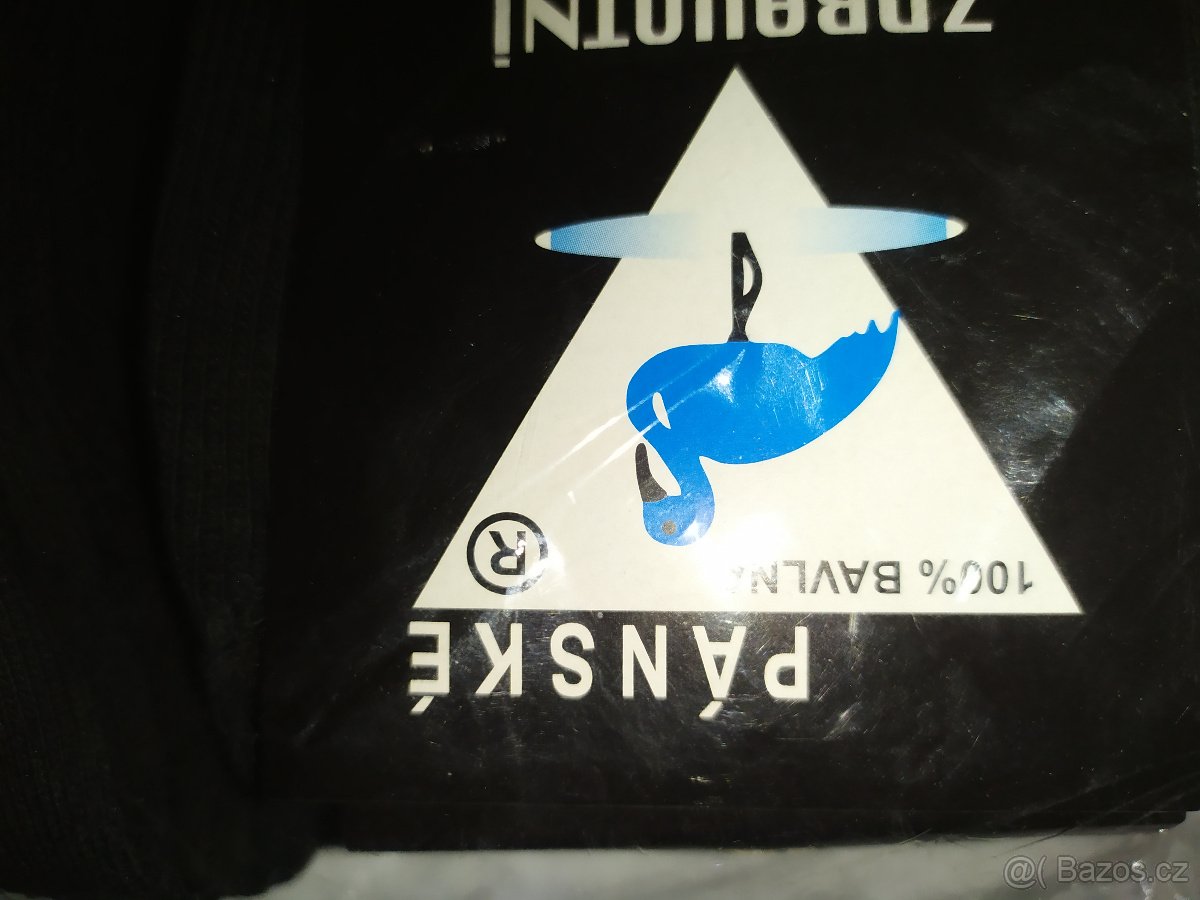 PÁNSKÉ
100% BAVLNA ®
ZDRAVOTNÍ
@( Bazos.cz